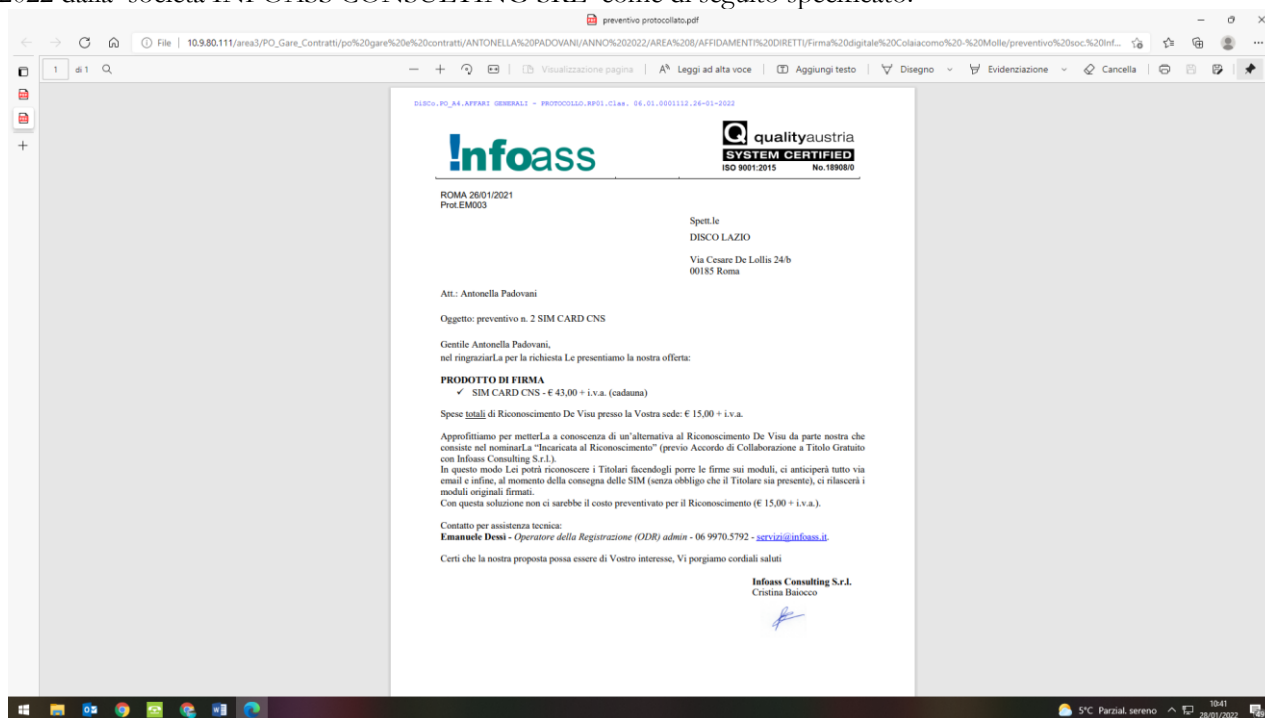 2022 dalla società INFOASS CONSULTING SRL come di seguito specificato:
preventivo protocollato.pdf
File | 10.9.80.111/area3/PO_Gare_Contratti/po%20gare%20e%20contratti/ANTONELLA%20PADOVANI/ANNO%202022/AREA%208/AFFIDAMENTI%20DIRETTI/Firma%20digitale%20Colaiacomo%20-%20Molle/preventivo%20soc.%20Inf...
1 di 1 Visualizzazione pagina Leggi ad alta voce Aggiungi testo Disegno Evidenziazione Cancella
DiSCo.PO_A4.AFFARI GENERALI - PROTOCOLLO.RP01.Clas. 06.01.0001112.26-01-2022
!nfoass
Q qualityaustria
SYSTEM CERTIFIED
ISO 9001:2015 No.18908/0
ROMA 26/01/2021
Prot.EM003
Spett.le
DISCO LAZIO
Via Cesare De Lollis 24/b
00185 Roma
Att.: Antonella Padovani
Oggetto: preventivo n. 2 SIM CARD CNS
Gentile Antonella Padovani,
nel ringraziarLa per la richiesta Le presentiamo la nostra offerta:
PRODOTTO DI FIRMA
✓ SIM CARD CNS - € 43,00 + i.v.a. (cadauna)
Spese totali di Riconoscimento De Visu presso la Vostra sede: € 15,00 + i.v.a.
Approfittiamo per metterLa a conoscenza di un'alternativa al Riconoscimento De Visu da parte nostra che
consiste nel nominarLa "Incaricata al Riconoscimento" (previo Accordo di Collaborazione a Titolo Gratuito
con Infoass Consulting S.r.l.).
In questo modo Lei potrà riconoscere i Titolari facendogli porre le firme sui moduli, ci anticiperà tutto via
email e infine, al momento della consegna delle SIM (senza obbligo che il Titolare sia presente), ci rilascerà i
moduli originali firmati.
Con questa soluzione non ci sarebbe il costo preventivato per il Riconoscimento (€ 15,00 + i.v.a.).
Contatto per assistenza tecnica:
Emanuele Dessì - Operatore della Registrazione (ODR) admin - 06 9970.5792 - servizi@infoass.it.
Certi che la nostra proposta possa essere di Vostro interesse, Vi porgiamo cordiali saluti
Infoass Consulting S.r.l.
Cristina Baiocco
5°C Parzial. sereno
10:41
28/01/2022